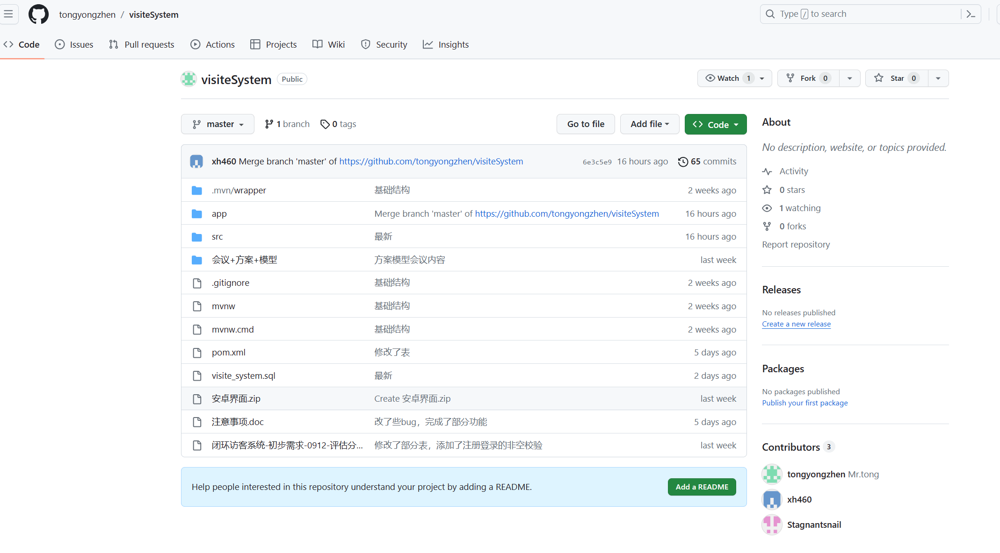 tongyongzhen / visiteSystem
Type / to search
Code Issues Pull requests Actions Projects Wiki Security Insights
visiteSystem Public
Watch 1 Fork 0 Star 0
master 1 branch 0 tags Go to file Add file Code
xh460 Merge branch 'master' of https://github.com/tongyongzhen/visiteSystem 6e3c5e9 16 hours ago 65 commits
.mvn/wrapper 基础结构 2 weeks ago
app Merge branch 'master' of https://github.com/tongyongzhen/visiteSystem 16 hours ago
src 最新 16 hours ago
会议+方案+模型 方案模型会议内容 last week
.gitignore 基础结构 2 weeks ago
mvnw 基础结构 2 weeks ago
mvnw.cmd 基础结构 2 weeks ago
pom.xml 修改了表 5 days ago
visite_system.sql 最新 2 days ago
安卓界面.zip Create 安卓界面.zip last week
注意事项.doc 改了些bug，完成了部分功能 5 days ago
闭环访客系统-初步需求-0912-评估分... 修改了部分表，添加了注册登录的非空校验 last week
Help people interested in this repository understand your project by adding a README. Add a README
About
No description, website, or topics provided.
Activity
0 stars
1 watching
0 forks
Report repository
Releases
No releases published
Create a new release
Packages
No packages published
Publish your first package
Contributors 3
tongyongzhen Mr.tong
xh460
Stagnantsnail